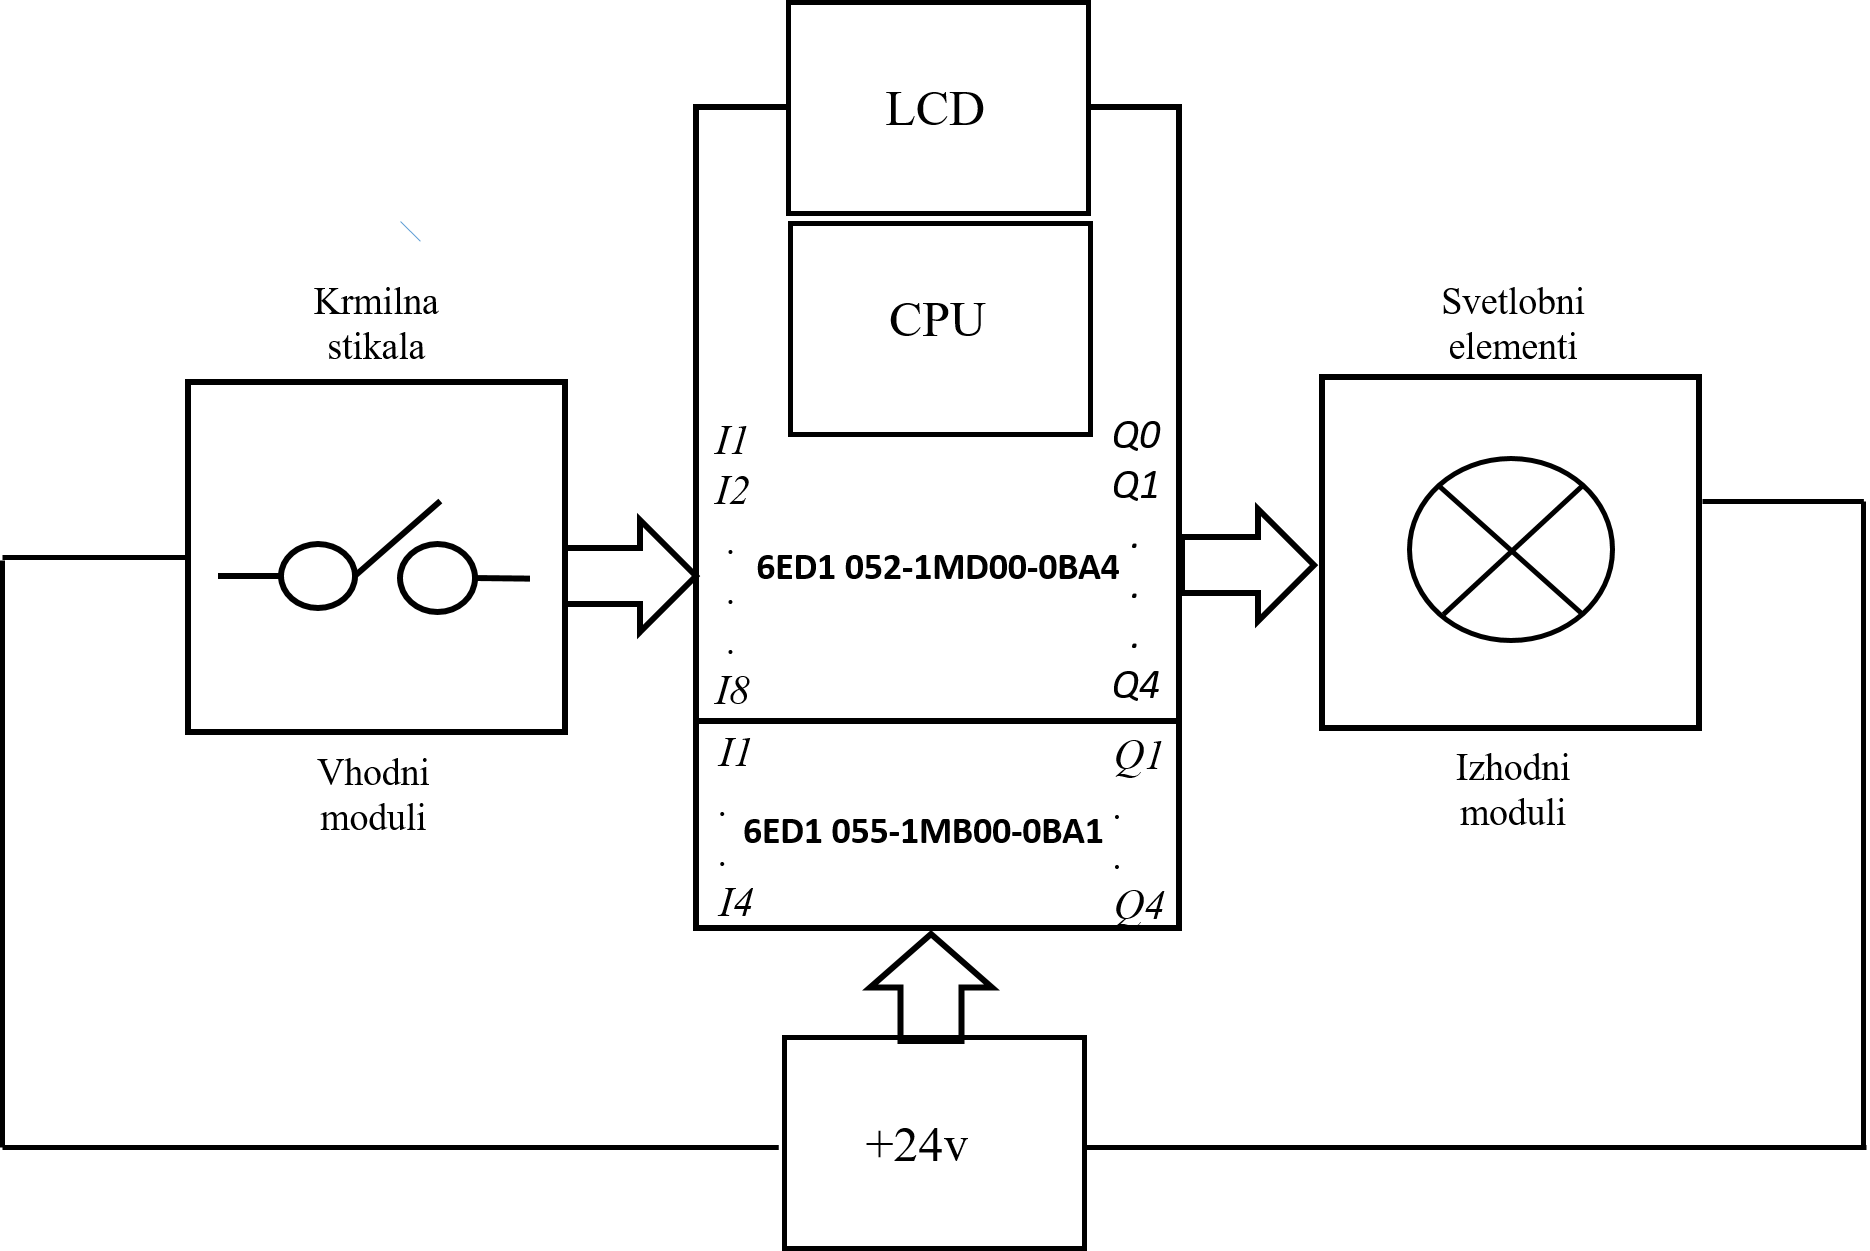 LCD
CPU
Krmilna
stikala
Vhodni
moduli
I1
I2
.
.
.
I8
6ED1 052-1MD00-0BA4
Q0
Q1
.
.
.
Q4
I1
.
.
I4
6ED1 055-1MB00-0BA1
Q1
.
.
Q4
Svetlobni
elementi
Izhodni
moduli
+24v